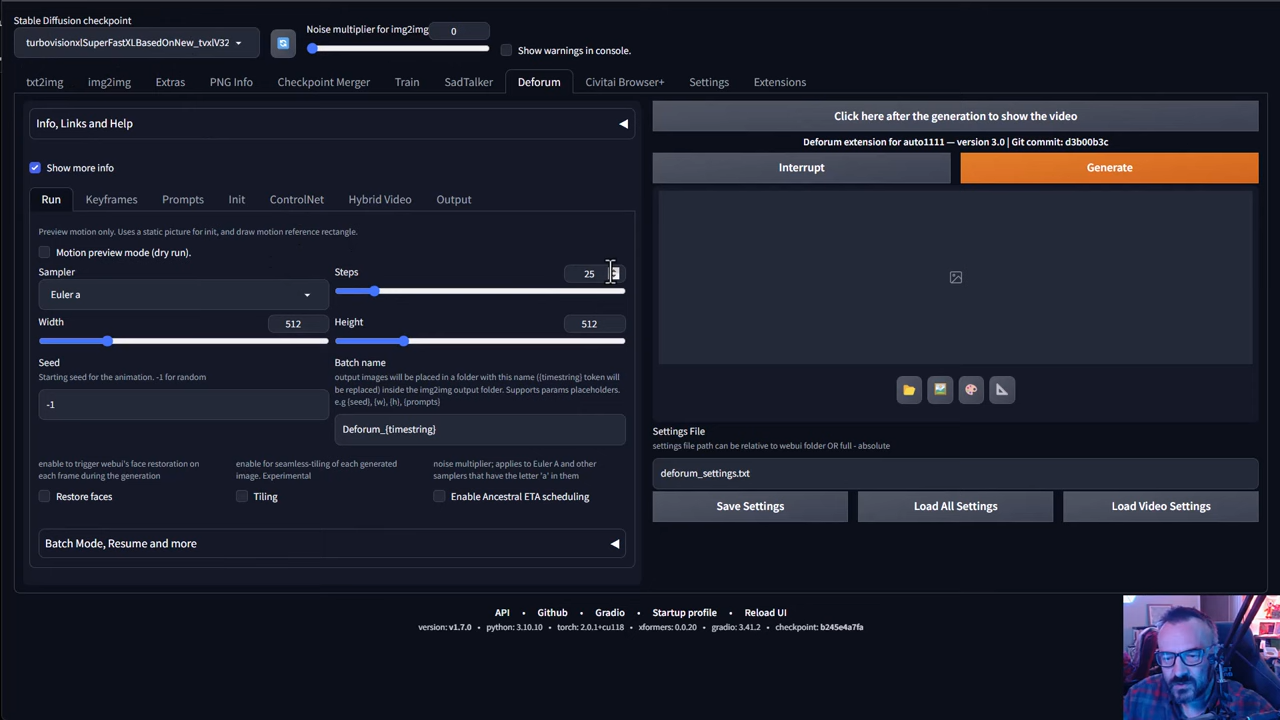 Stable Diffusion checkpoint
turbovisionxlSuperFastXLBasedOnNew_tvxlV32
Noise multiplier for img2img
0
Show warnings in console.
txt2img
img2img
Extras
PNG Info
Checkpoint Merger
Train
SadTalker
Deforum
Civitai Browser+
Settings
Extensions
Info, Links and Help
Show more info
Run
Keyframes
Prompts
Init
ControlNet
Hybrid Video
Output
Preview motion only. Uses a static picture for init, and draw motion reference rectangle.
Motion preview mode (dry run).
Sampler
Euler a
Steps
25
Width
512
Height
512
Seed
Starting seed for the animation. -1 for random
-1
Batch name
output images will be placed in a folder with this name ({timestring} token will
be replaced) inside the img2img output folder. Supports params placeholders.
e.g {seed}, {w}, {h}, {prompts}
Deforum_{timestring}
enable to trigger webui's face restoration on
each frame during the generation
Restore faces
enable for seamless-tiling of each generated
image. Experimental
Tiling
noise multiplier; applies to Euler A and other
samplers that have the letter 'a' in them
Enable Ancestral ETA scheduling
Batch Mode, Resume and more
Click here after the generation to show the video
Deforum extension for auto1111 — version 3.0 | Git commit: d3b00b3c
Interrupt
Generate
Settings File
settings file path can be relative to webui folder OR full - absolute
deforum_settings.txt
Save Settings
Load All Settings
Load Video Settings
API • Github • Gradio • Startup profile • Reload UI
version: v1.7.0 • python: 3.10.10 • torch: 2.0.1+cu118 • xformers: 0.0.20 • gradio: 3.41.2 • checkpoint: b245e4a7fa